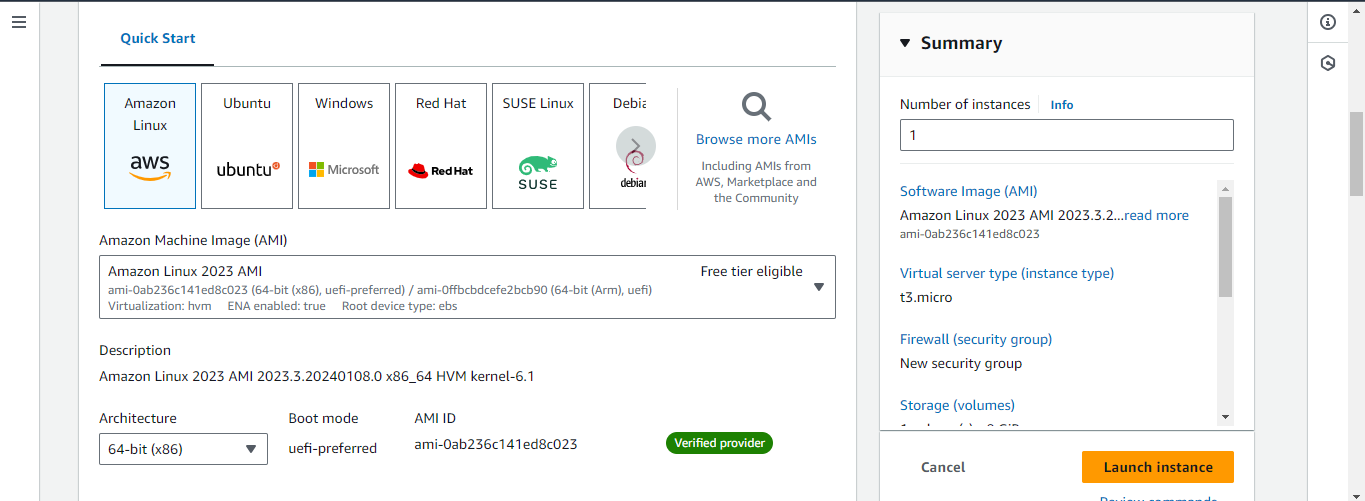 Quick Start
Amazon
Linux
aws
Ubuntu
ubuntu
Windows
Microsoft
Red Hat
Red Hat
SUSE Linux
SUSE
Debia
debian
Browse more AMIs
Including AMIs from
AWS, Marketplace and
the Community
Amazon Machine Image (AMI)
Amazon Linux 2023 AMI
Free tier eligible
ami-0ab236c141ed8c023 (64-bit (x86), uefi-preferred) / ami-0ffbcbdcefe2bcb90 (64-bit (Arm), uefi)
Virtualization: hvm ENA enabled: true Root device type: ebs
Description
Amazon Linux 2023 AMI 2023.3.20240108.0 x86_64 HVM kernel-6.1
Architecture
64-bit (x86)
Boot mode
uefi-preferred
AMI ID
ami-0ab236c141ed8c023
Verified provider
Summary
Number of instances Info
1
Software Image (AMI)
Amazon Linux 2023 AMI 2023.3.2...read more
ami-0ab236c141ed8c023
Virtual server type (instance type)
t3.micro
Firewall (security group)
New security group
Storage (volumes)
Cancel
Launch instance
Review commands